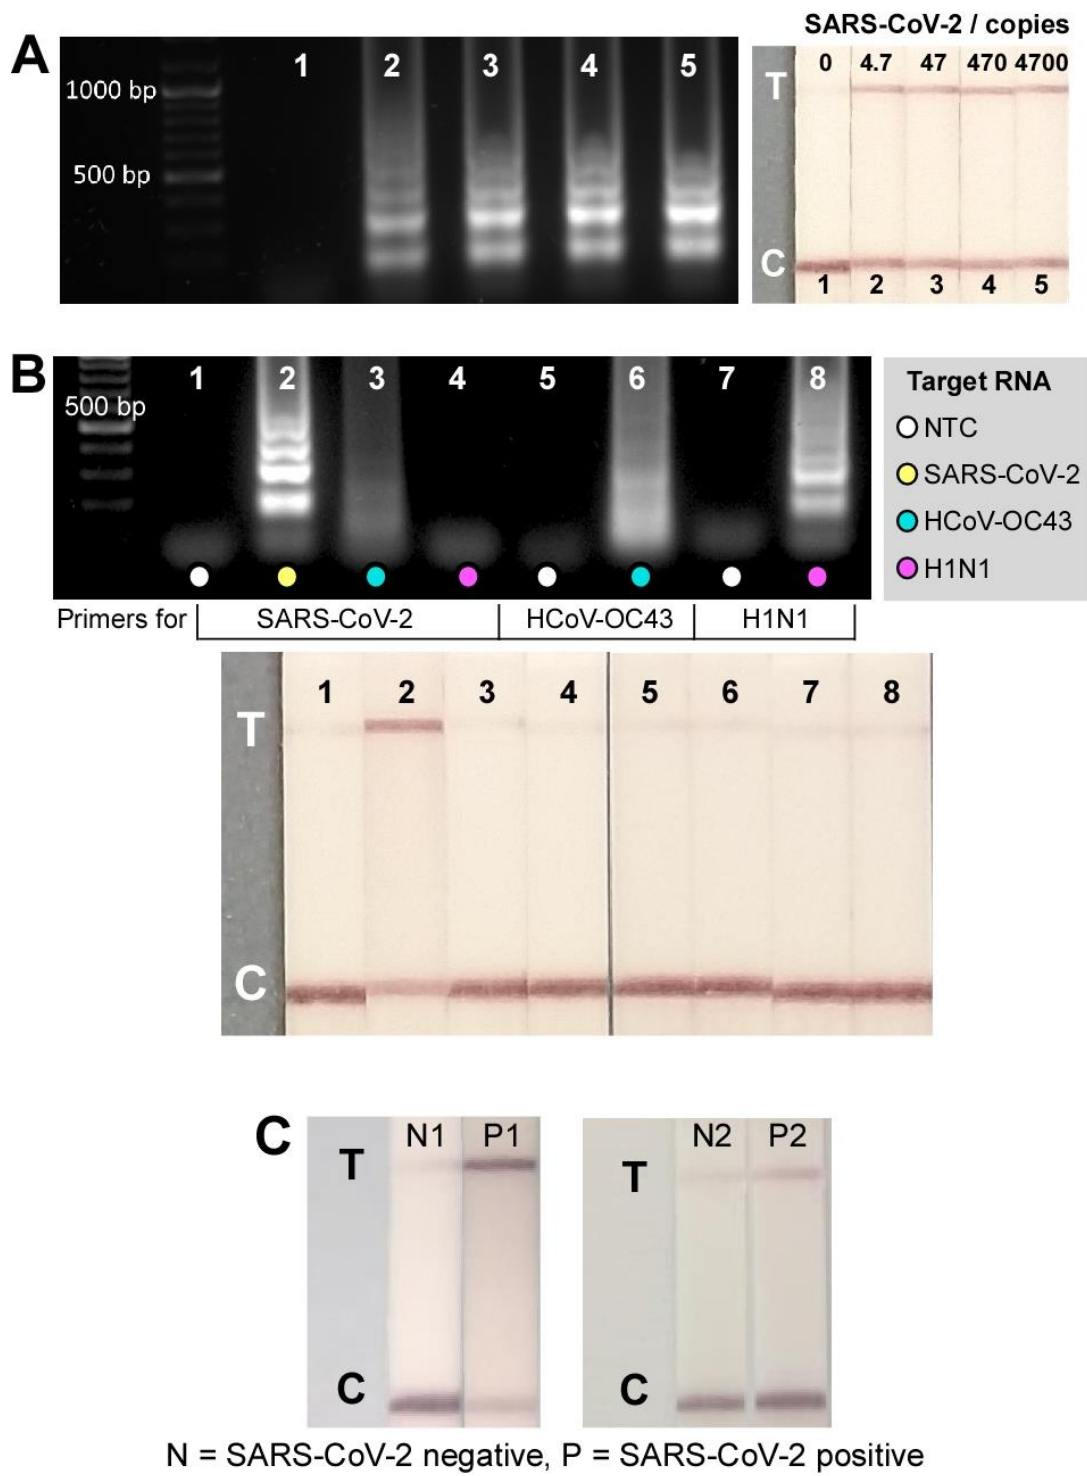 A
1 2 3 4 5
1000 bp
500 bp
SARS-CoV-2 / copies
0 4.7 47 470 4700
T
C
1 2 3 4 5
B
1 2 3 4 5 6 7 8
500 bp
Target RNA
NTC
SARS-CoV-2
HCoV-OC43
H1N1
Primers for SARS-CoV-2 HCoV-OC43 H1N1
1 2 3 4 5 6 7 8
T
C
C
N1 P1
T
C
N2 P2
T
C
N = SARS-CoV-2 negative, P = SARS-CoV-2 positive